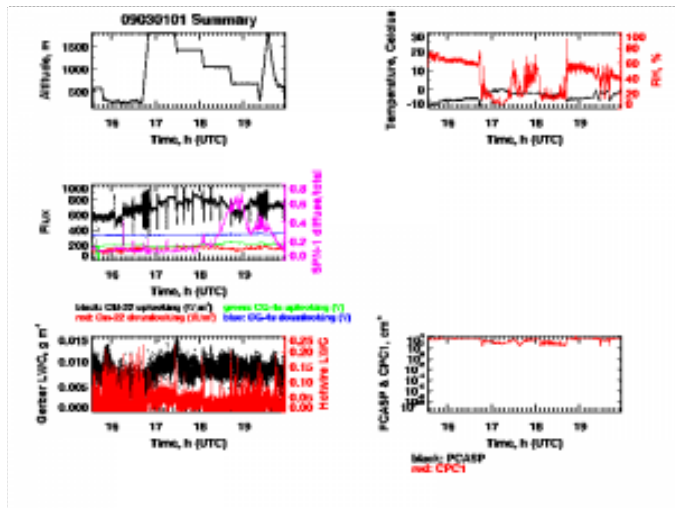 09030101 Summary
Altitude, m
1500
1000
500
16 17 18 19
Time, h (UTC)
Temperature, Celsius
30
20
10
0
-10
100
80
60
40
20
0
RH, %
16 17 18 19
Time, h (UTC)
Flux
1000
800
600
400
200
0
0.8
0.6
0.4
0.2
0.0
SPN-1 diffuse/total
16 17 18 19
Time, h (UTC)
black: CM-22 uplooking (W/m²)
green: CG-4s uplooking (V)
red: Cm-22 downlooking (W/m²)
blue: CG-4s downlooking (V)
Gerber LWC, g m
0.015
0.010
0.005
0.000
0.25
0.20
0.15
0.10
0.05
0.00
Hotwire LWC
16 17 18 19
Time, h (UTC)
PCASP & CPC1, cm
16 17 18 19
Time, h (UTC)
black: PCASP
red: CPC1